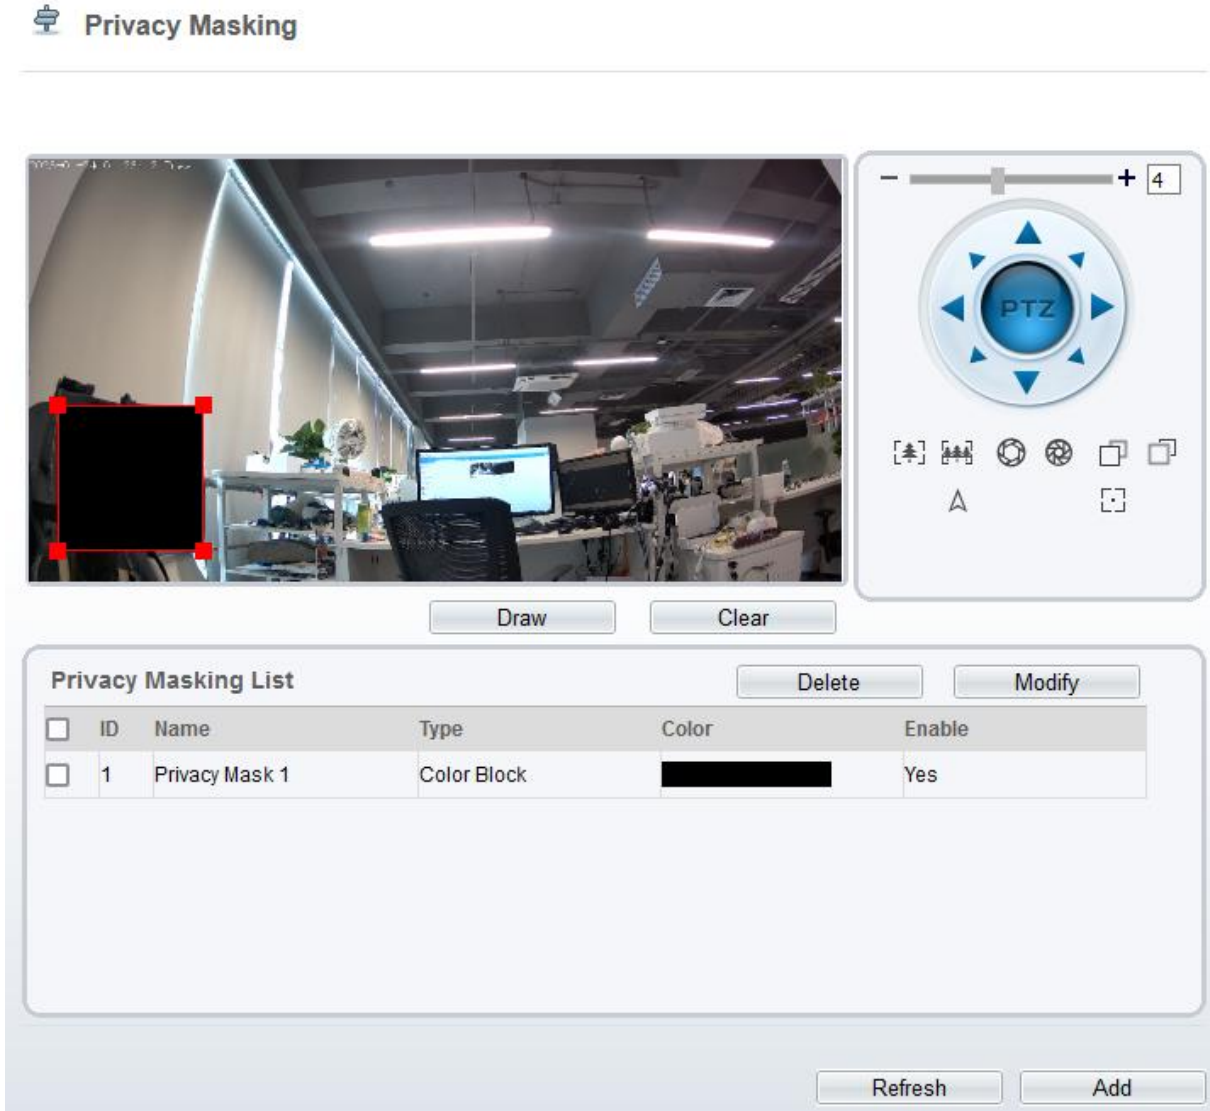 Privacy Masking
4
PTZ
Draw
Clear
Privacy Masking List
Delete
Modify
ID Name Type Color Enable
1 Privacy Mask 1 Color Block Yes
Refresh
Add